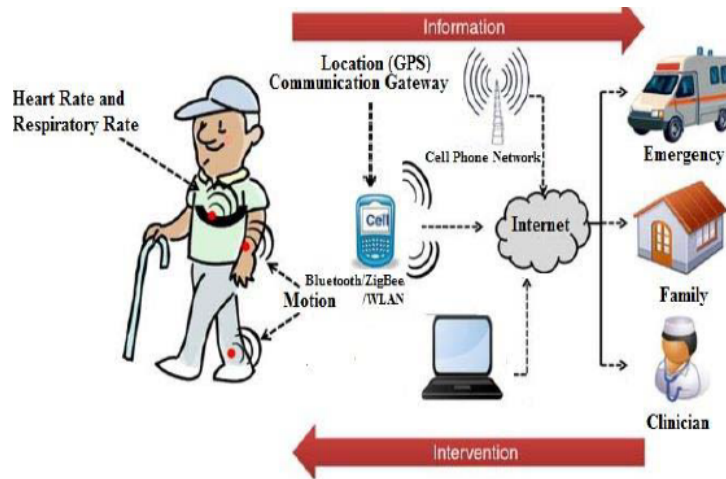 Information
Location (GPS)
Communication Gateway
Heart Rate and
Respiratory Rate
Cell Phone Network
Emergency
Cell
Internet
Bluetooth/ZigBee
/WLAN
Motion
Family
Clinician
Intervention